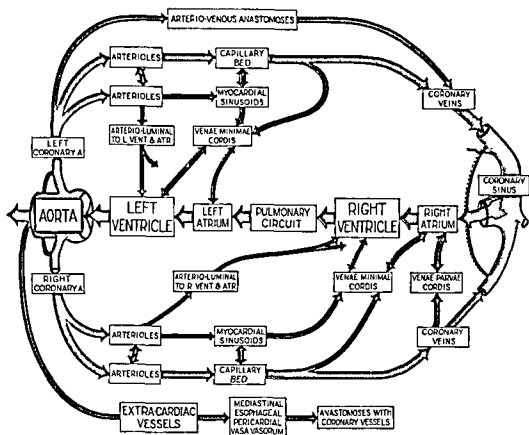 ARTERIO-VENOUS ANASTOMOSES
ARTERIOLES
CAPILLARY
BED
ARTERIOLES
MYOCARDIAL
SINUSOIDS
CORONARY
VEINS
ARTERIO-LUMINAL
TO L. VENT & ATR.
VENAE MINIMAE
CORDIS
LEFT
CORONARY A.
CORONARY
SINUS
AORTA
LEFT
VENTRICLE
LEFT
ATRIUM
PULMONARY
CIRCUIT
RIGHT
VENTRICLE
RIGHT
ATRIUM
RIGHT
CORONARY A.
ARTERIO-LUMINAL
TO R. VENT & ATR.
VENAE MINIMAE
CORDIS
VENAE PARVAE
CORDIS
ARTERIOLES
MYOCARDIAL
SINUSOIDS
CORONARY
VEINS
ARTERIOLES
CAPILLARY
BED
EXTRA-CARDIAC
VESSELS
MEDIASTINAL
ESOPHAGEAL
PERICARDIAL
VASA VASORUM
ANASTOMOSES WITH
CORONARY VESSELS